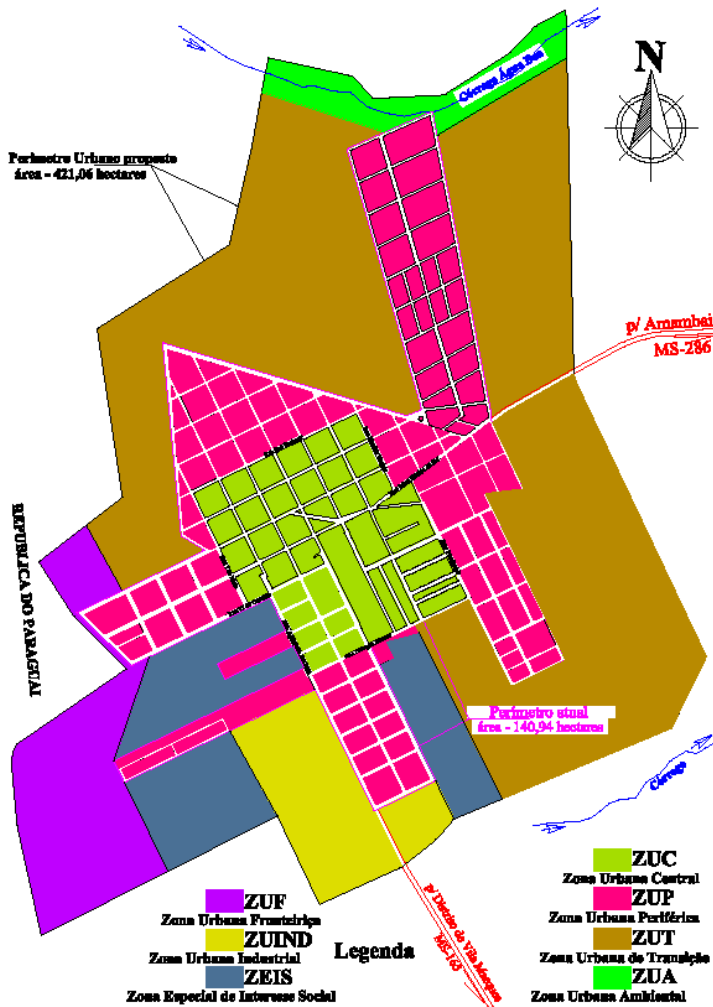 Córrego Água Boa
N
Perímetro Urbano proposto
área - 421,06 hectares
p/ Amambai
MS-286
REPUBLICA DO PARAGUAI
Perímetro atual
área - 140,94 hectares
Córrego
p/ Distrito de Vila Marques
MS-163
Legenda
ZUF
Zona Urbana Fronteiriça
ZUIND
Zona Urbana Industrial
ZEIS
Zona Especial de Interesse Social
ZUC
Zona Urbana Central
ZUP
Zona Urbana Periférica
ZUT
Zona Urbana de Transição
ZUA
Zona Urbana Ambiental